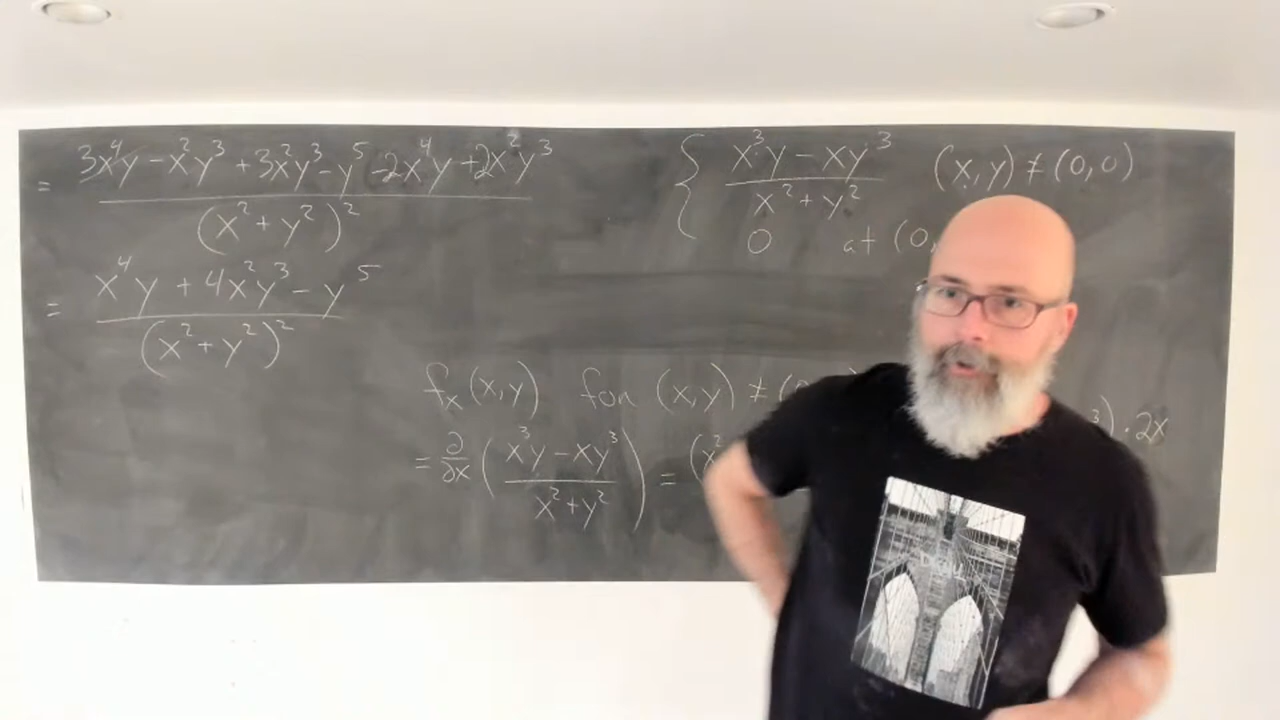 = (3x⁴y - x²y³ + 3x²y³ - y⁵ - 2x⁴y + 2x²y³) / (x² + y²)²
= (x⁴y + 4x²y³ - y⁵) / (x² + y²)²
{ (x³y - xy³) / (x² + y²) (x,y) ≠ (0,0)
0 at (0,
fₓ(x,y) for (x,y) ≠ (0
= ∂/∂x ((x³y - xy³) / (x² + y²)) = (x² ³) · 2x